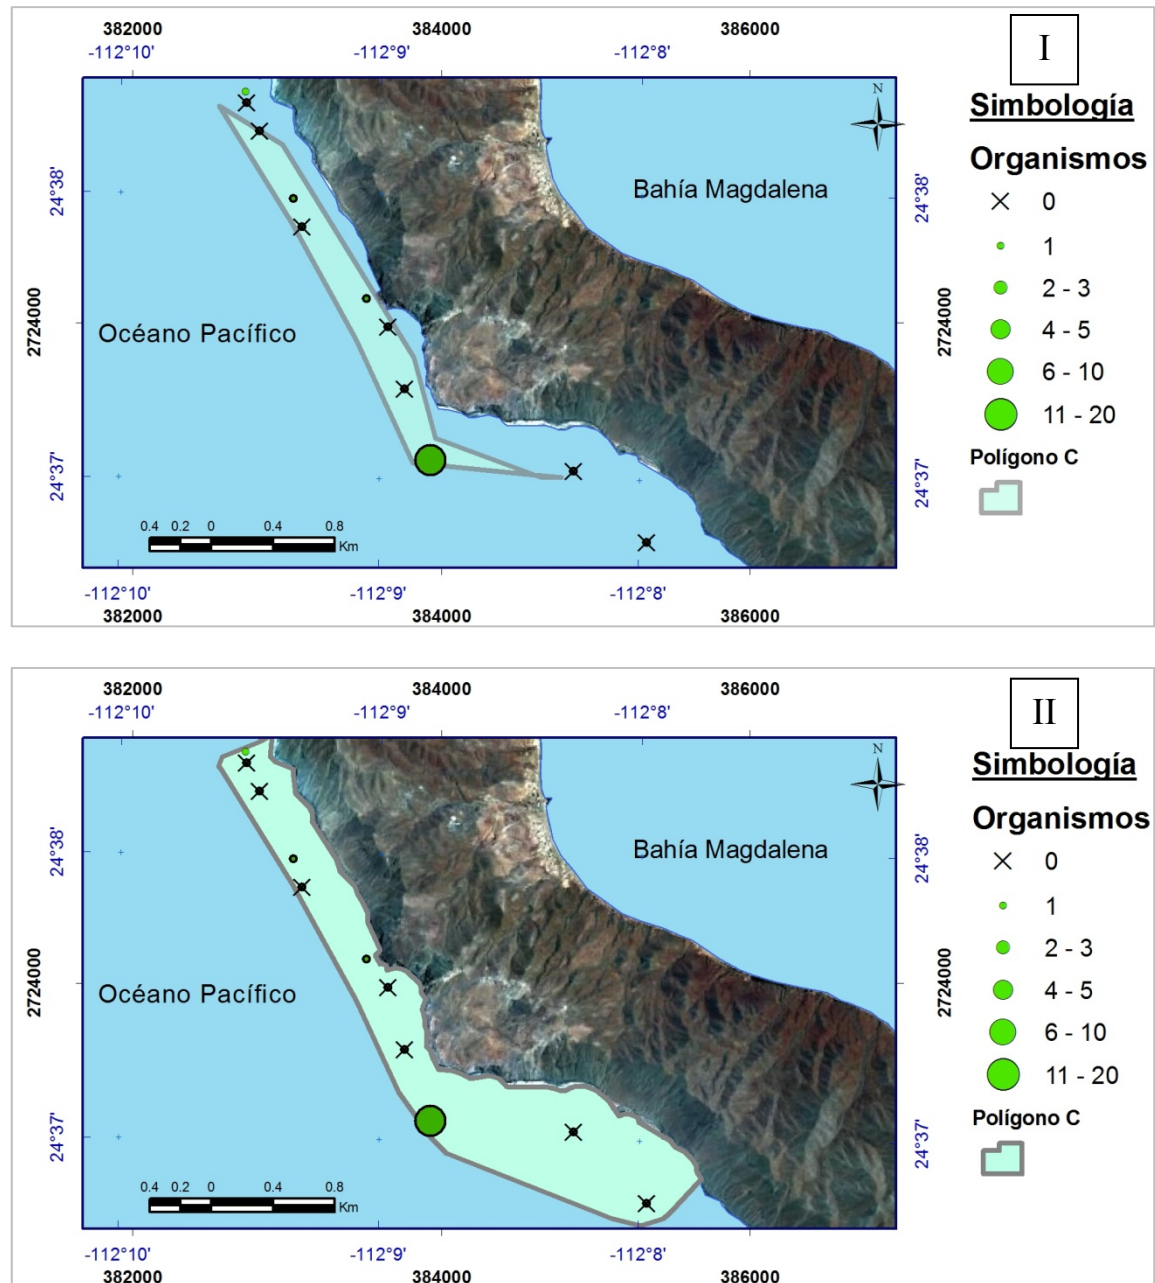 382000 384000 386000
-112°10' -112°9' -112°8'
I
N
Simbología
Organismos
0
1
2 - 3
4 - 5
6 - 10
11 - 20
Polígono C
24°38'
24°38'
Bahía Magdalena
2724000
2724000
Océano Pacífico
24°37'
24°37'
0.4 0.2 0 0.4 0.8
Km
-112°10' -112°9' -112°8'
382000 384000 386000
382000 384000 386000
-112°10' -112°9' -112°8'
II
N
Simbología
Organismos
0
1
2 - 3
4 - 5
6 - 10
11 - 20
Polígono C
24°38'
24°38'
Bahía Magdalena
2724000
2724000
Océano Pacífico
24°37'
24°37'
0.4 0.2 0 0.4 0.8
Km
-112°10' -112°9' -112°8'
382000 384000 386000